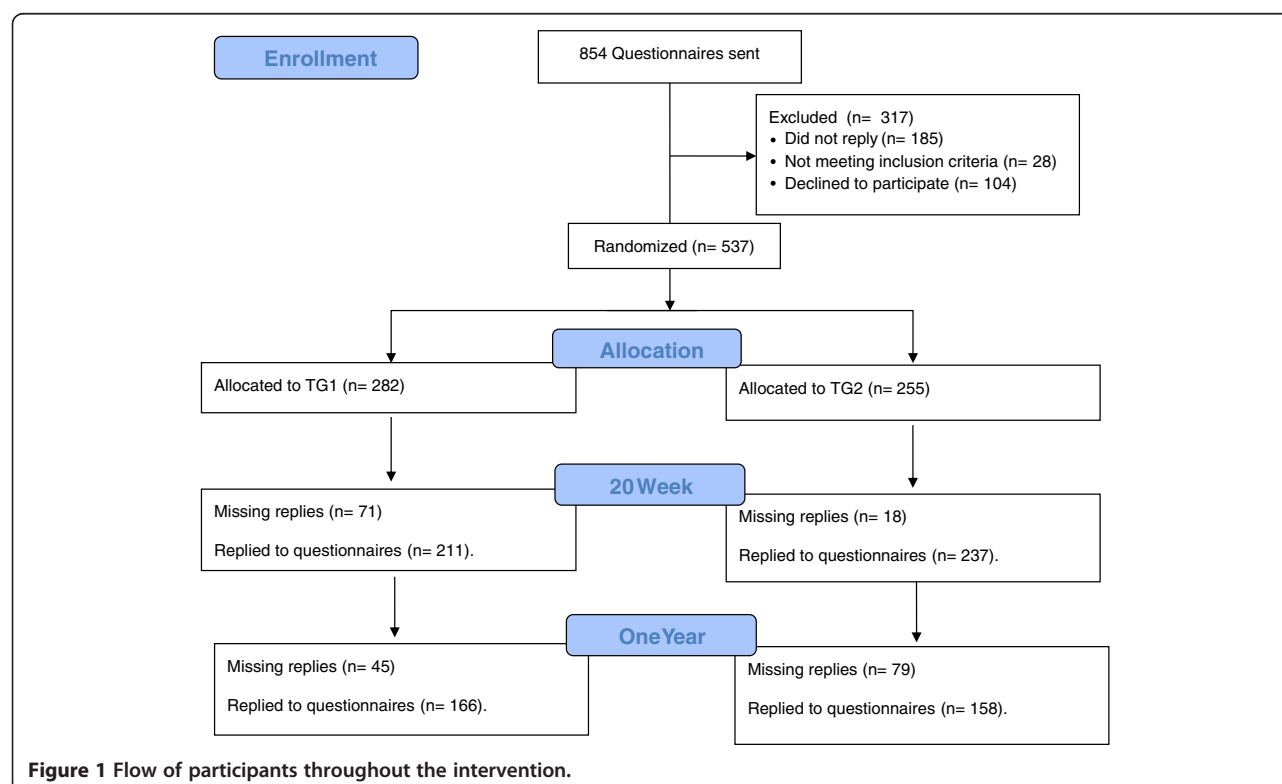 Enrollment
854 Questionnaires sent
Excluded (n= 317)
• Did not reply (n= 185)
• Not meeting inclusion criteria (n= 28)
• Declined to participate (n= 104)
Randomized (n= 537)
Allocation
Allocated to TG1 (n= 282)
Allocated to TG2 (n= 255)
20 Week
Missing replies (n= 71)
Replied to questionnaires (n= 211).
Missing replies (n= 18)
Replied to questionnaires (n= 237).
One Year
Missing replies (n= 45)
Replied to questionnaires (n= 166).
Missing replies (n= 79)
Replied to questionnaires (n= 158).
Figure 1 Flow of participants throughout the intervention.